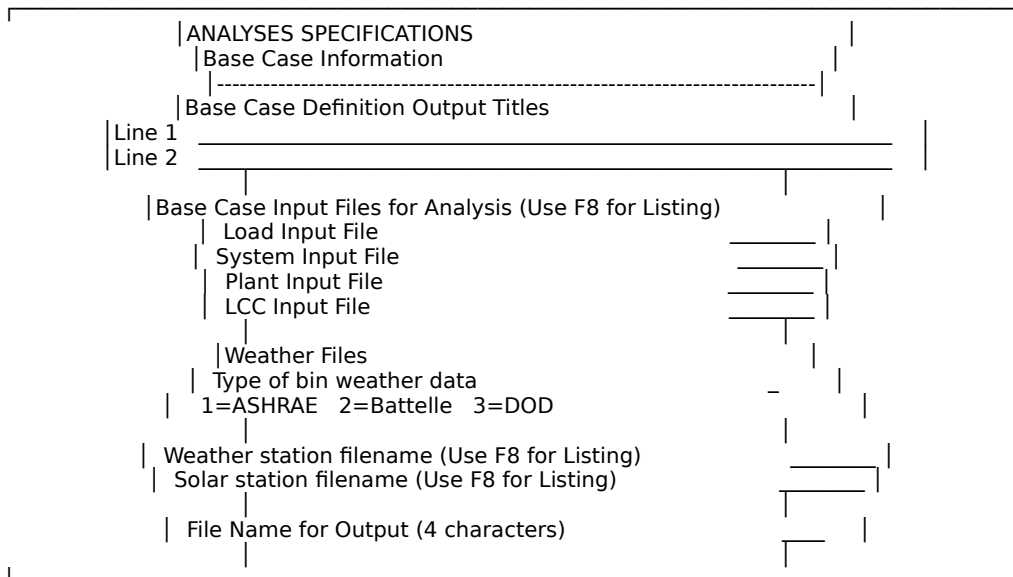 ANALYSES SPECIFICATIONS
Base Case Information
Base Case Definition Output Titles
Line 1
Line 2
Base Case Input Files for Analysis (Use F8 for Listing)
Load Input File
System Input File
Plant Input File
LCC Input File
Weather Files
Type of bin weather data
1=ASHRAE 2=Battelle 3=DOD
Weather station filename (Use F8 for Listing)
Solar station filename (Use F8 for Listing)
File Name for Output (4 characters)